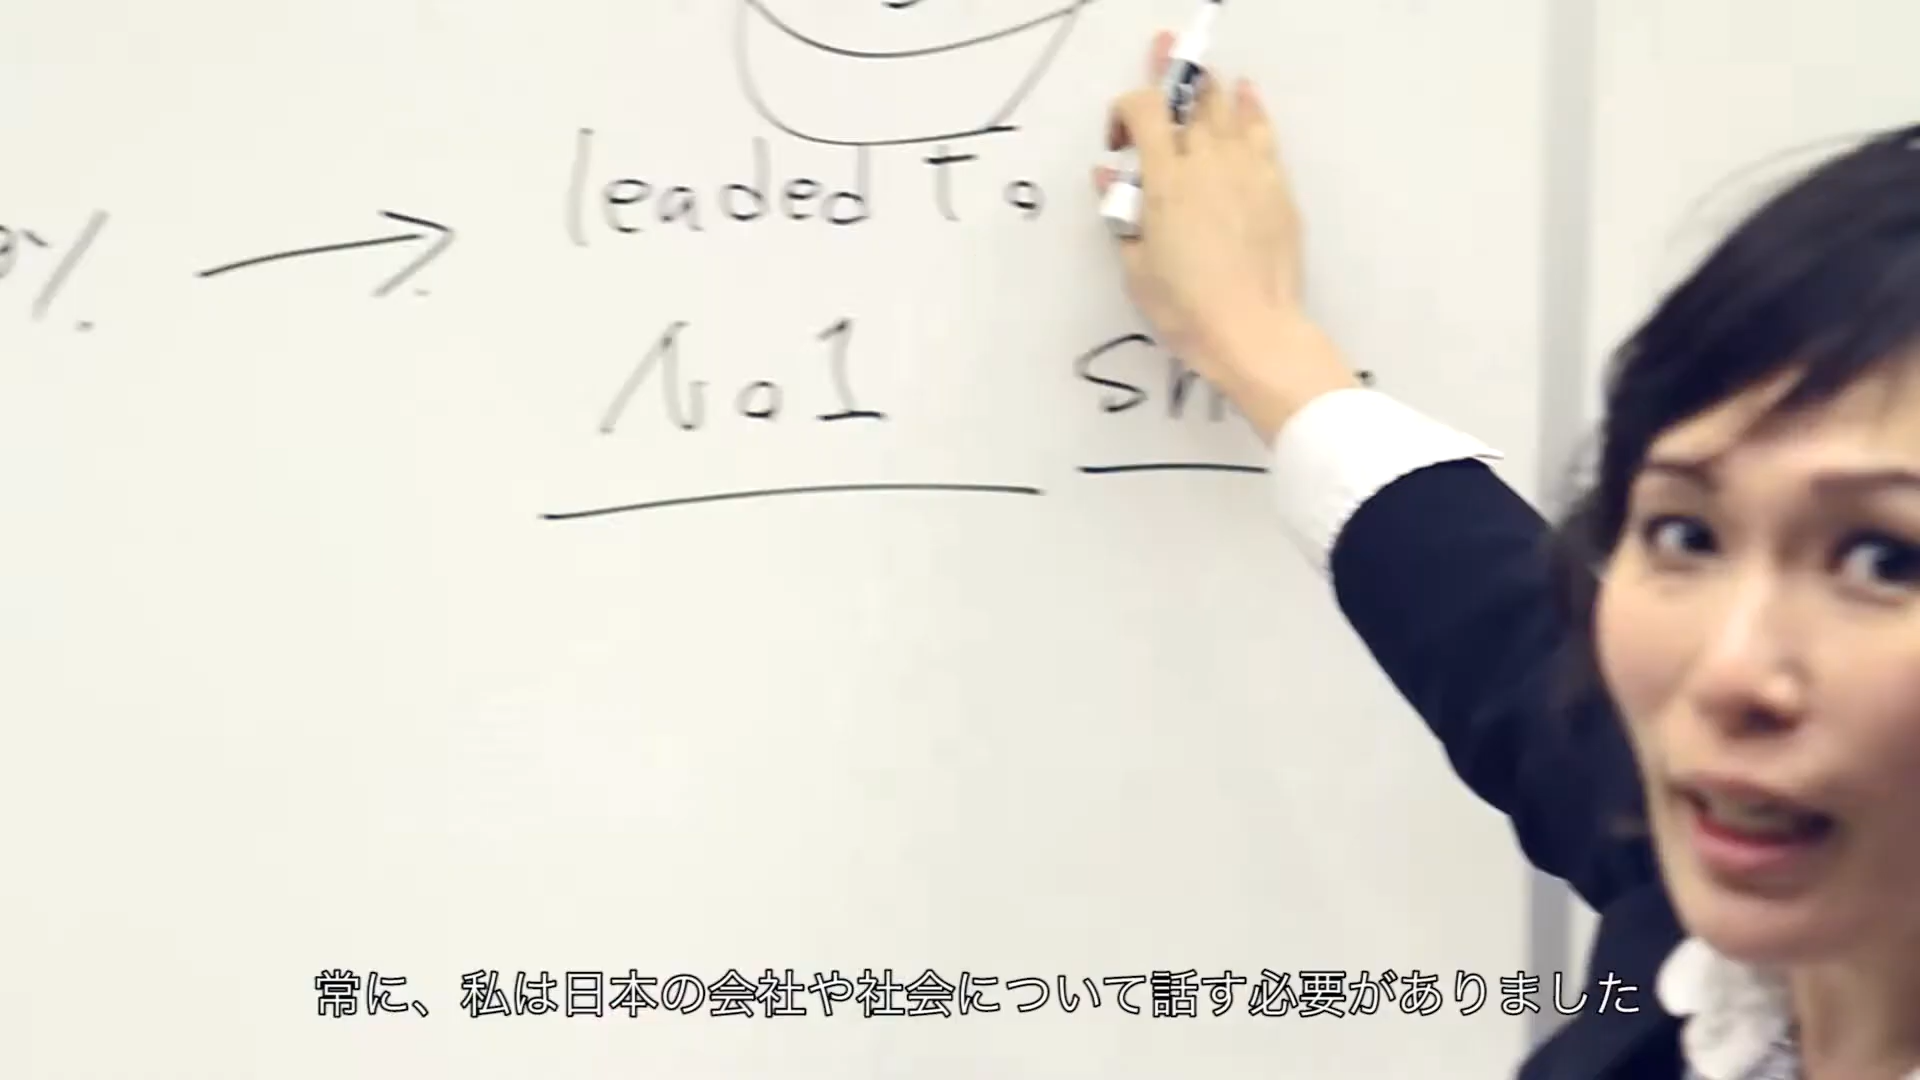 leaded To
% →
No1
常に、私は日本の会社や社会について話す必要がありました